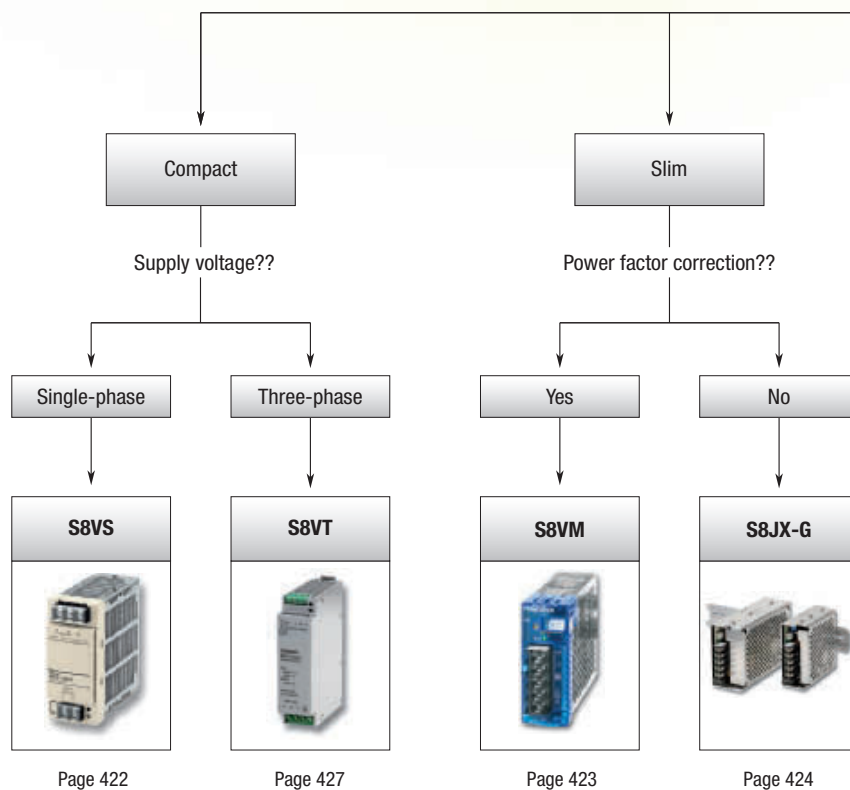 Compact
Slim
Supply voltage??
Power factor correction??
Single-phase
Three-phase
Yes
No
S8VS
S8VT
S8VM
S8JX-G
Page 422
Page 427
Page 423
Page 424